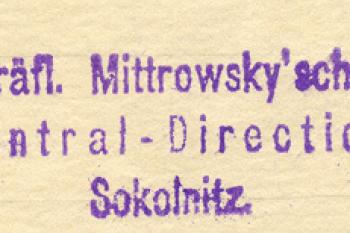 räfl. Mittrowsky'sch
ntral-Directio
Sokolnitz.